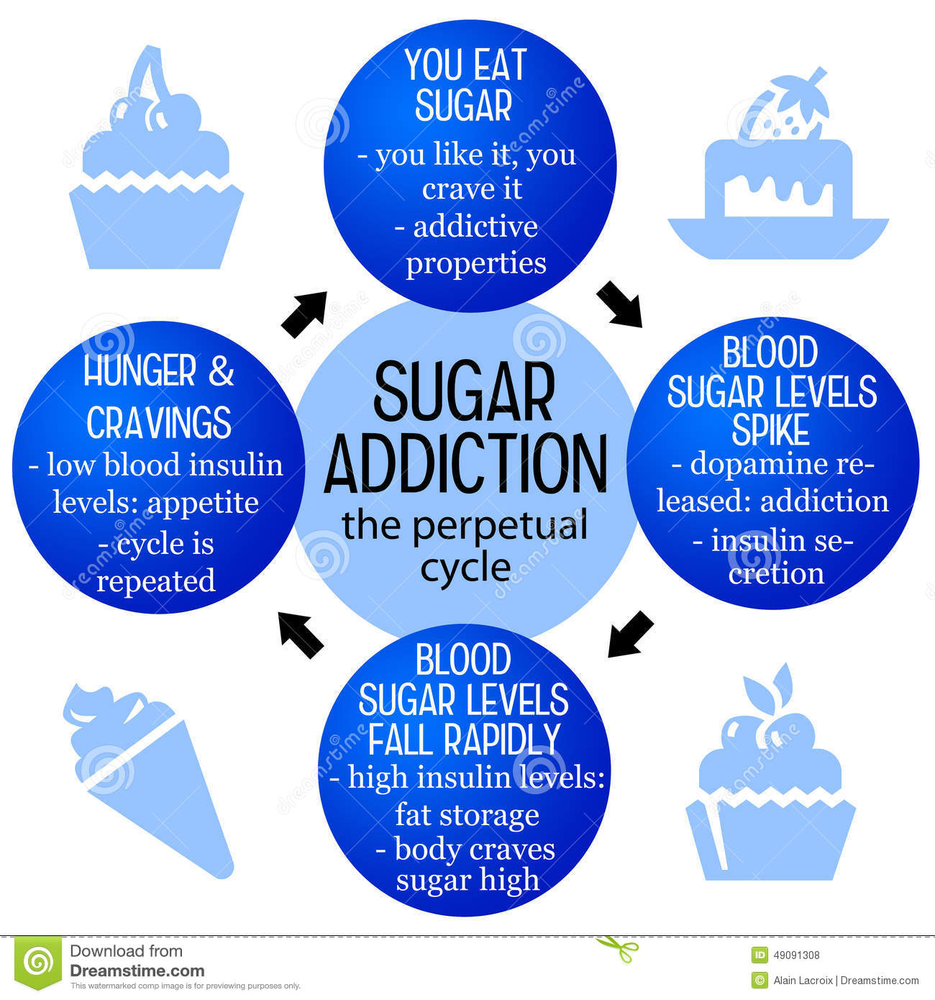 YOU EAT
SUGAR
- you like it, you
crave it
- addictive
properties
BLOOD
SUGAR LEVELS
SPIKE
- dopamine re-
leased: addiction
- insulin se-
cretion
SUGAR
ADDICTION
the perpetual
cycle
HUNGER &
CRAVINGS
- low blood insulin
levels: appetite
- cycle is
repeated
BLOOD
SUGAR LEVELS
FALL RAPIDLY
- high insulin levels:
fat storage
- body craves
sugar high
dreamstime
Download from
Dreamstime.com
This watermarked comp image is for previewing purposes only.
ID 49091308
© Alain Lacroix | Dreamstime.com